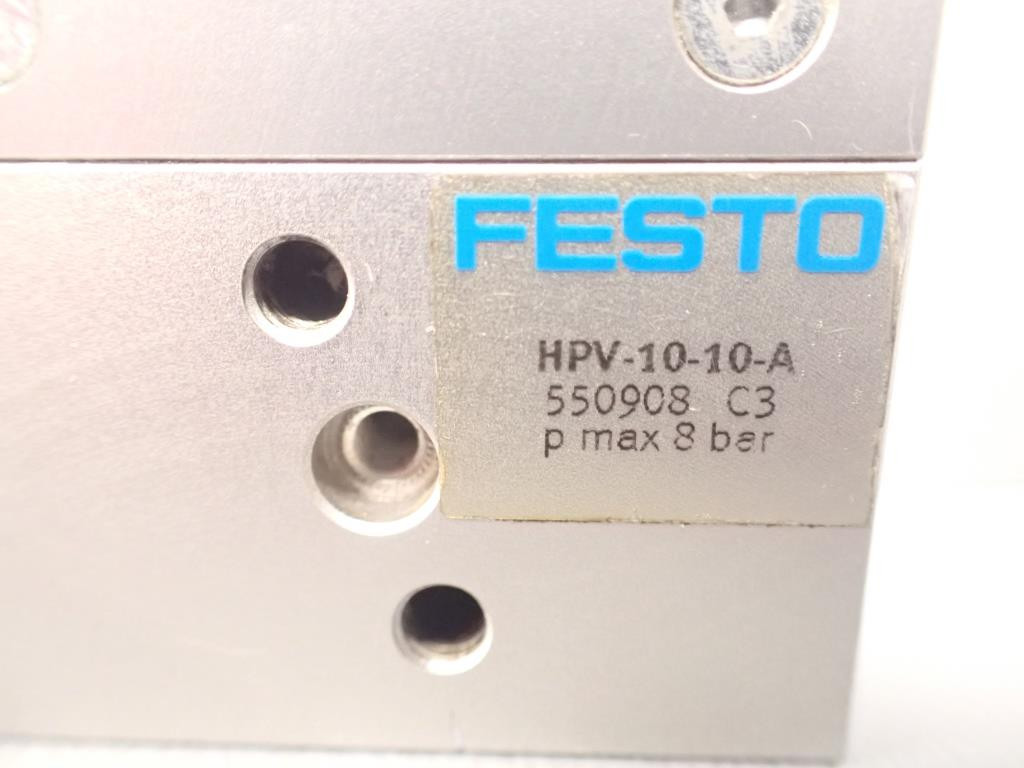 FESTO
HPV-10-10-A
550908 C3
p max 8 bar